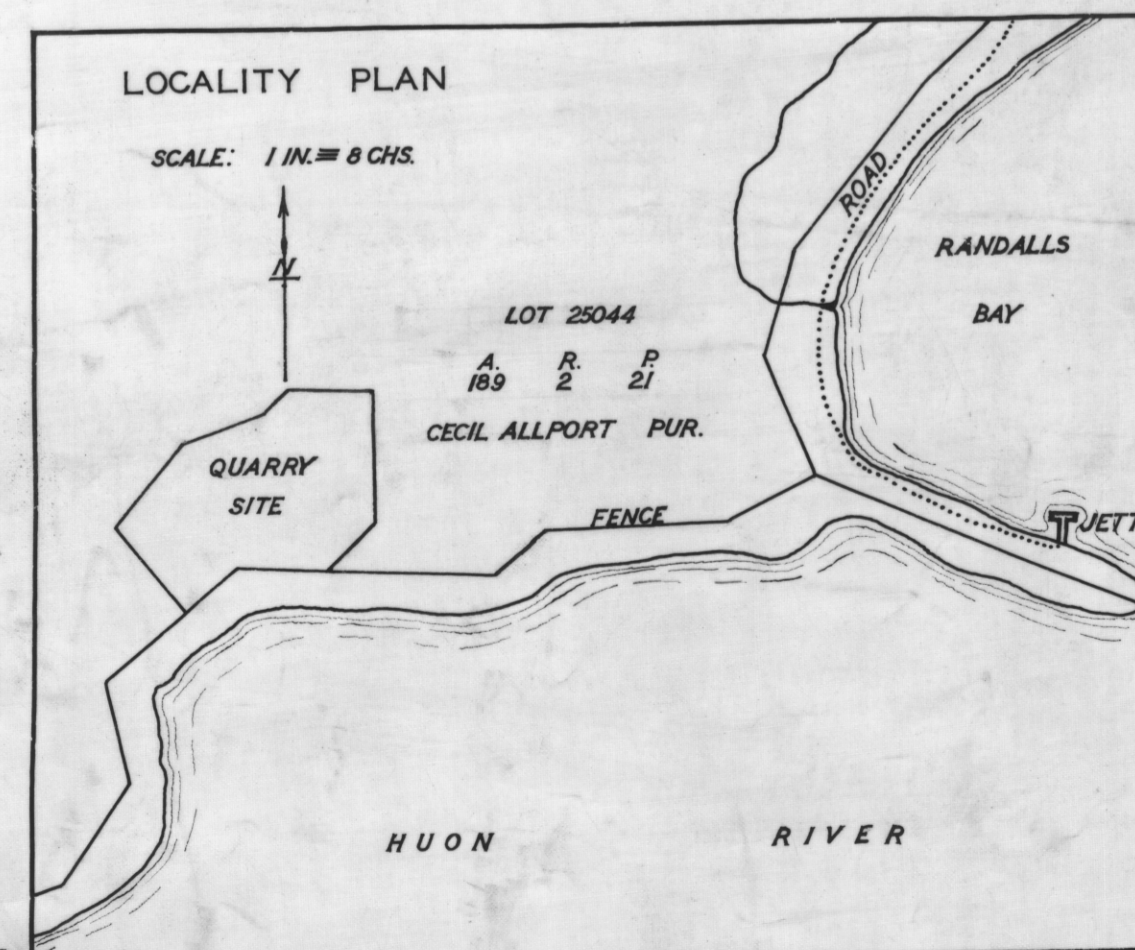 LOCALITY PLAN
SCALE: 1 IN.≡ 8 CHS.
N
ROAD
RANDALLS
BAY
LOT 25044
A. R. P.
189 2 21
CECIL ALLPORT PUR.
QUARRY
SITE
FENCE
JETT
HUON RIVER